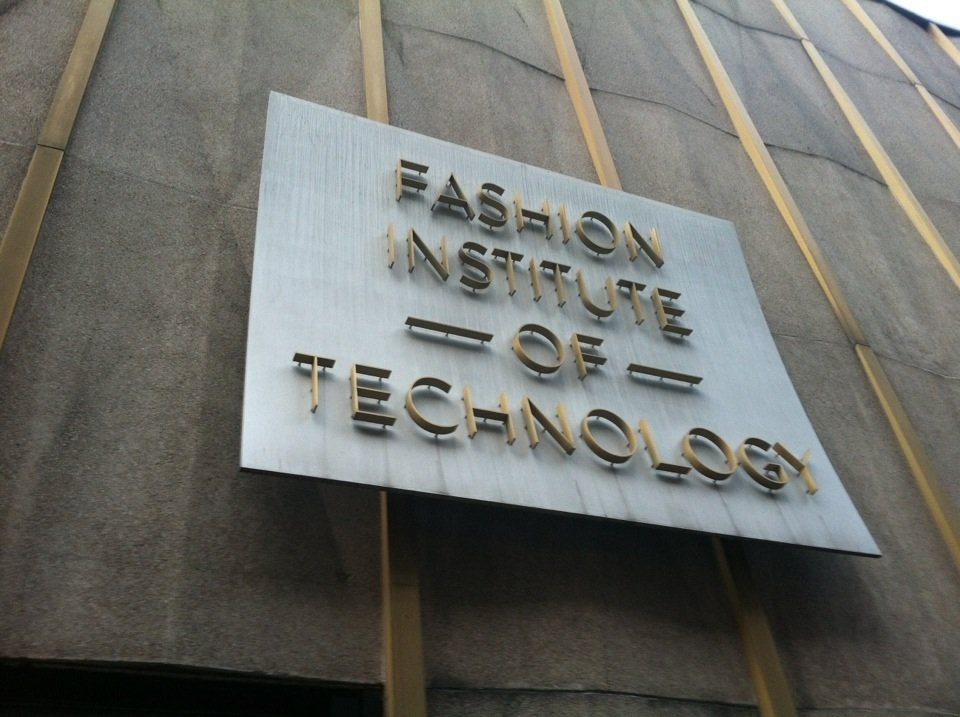 FASHION
INSTITUTE
— OF —
TECHNOLOGY